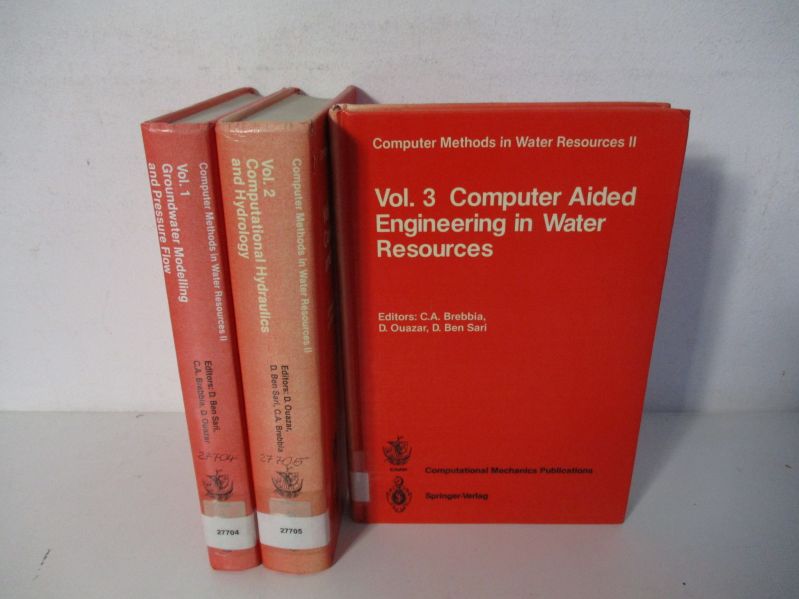 Computer Methods in Water Resources II
Vol. 1
Groundwater Modelling
and Pressure Flow
Editors: D. Ben Sari,
C.A. Brebbia, D. Ouazar
27704
27704
Computer Methods in Water Resources II
Vol. 2
Computational Hydraulics
and Hydrology
Editors: D. Ouazar,
D. Ben Sari, C.A. Brebbia
27705
27705
Computer Methods in Water Resources II
Vol. 3 Computer Aided
Engineering in Water
Resources
Editors: C.A. Brebbia,
D. Ouazar, D. Ben Sari
Computational Mechanics Publications
Springer-Verlag